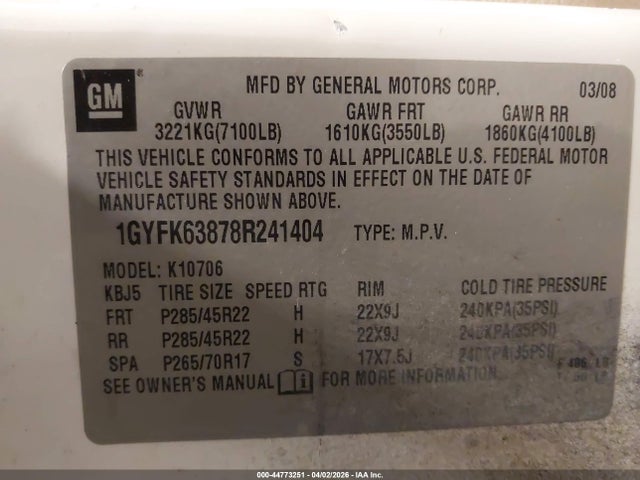 GM
MFD BY GENERAL MOTORS CORP. 03/08
GVWR GAWR FRT GAWR RR
3221KG(7100LB) 1610KG(3550LB) 1860KG(4100LB)
THIS VEHICLE CONFORMS TO ALL APPLICABLE U.S. FEDERAL MOTOR
VEHICLE SAFETY STANDARDS IN EFFECT ON THE DATE OF
MANUFACTURE SHOWN ABOVE.
1GYFK63878R241404 TYPE: M.P.V.
MODEL: K10706
KBJ5 TIRE SIZE SPEED RTG RIM COLD TIRE PRESSURE
FRT P285/45R22 H 22X9J 240KPA(35PSI)
RR P285/45R22 H 22X9J 240KPA(35PSI)
SPA P265/70R17 S 17X7.5J 240KPA(35PSI)
SEE OWNER'S MANUAL FOR MORE INFORMATION.
000-44773251 - 04/02/2026 - IAA Inc.